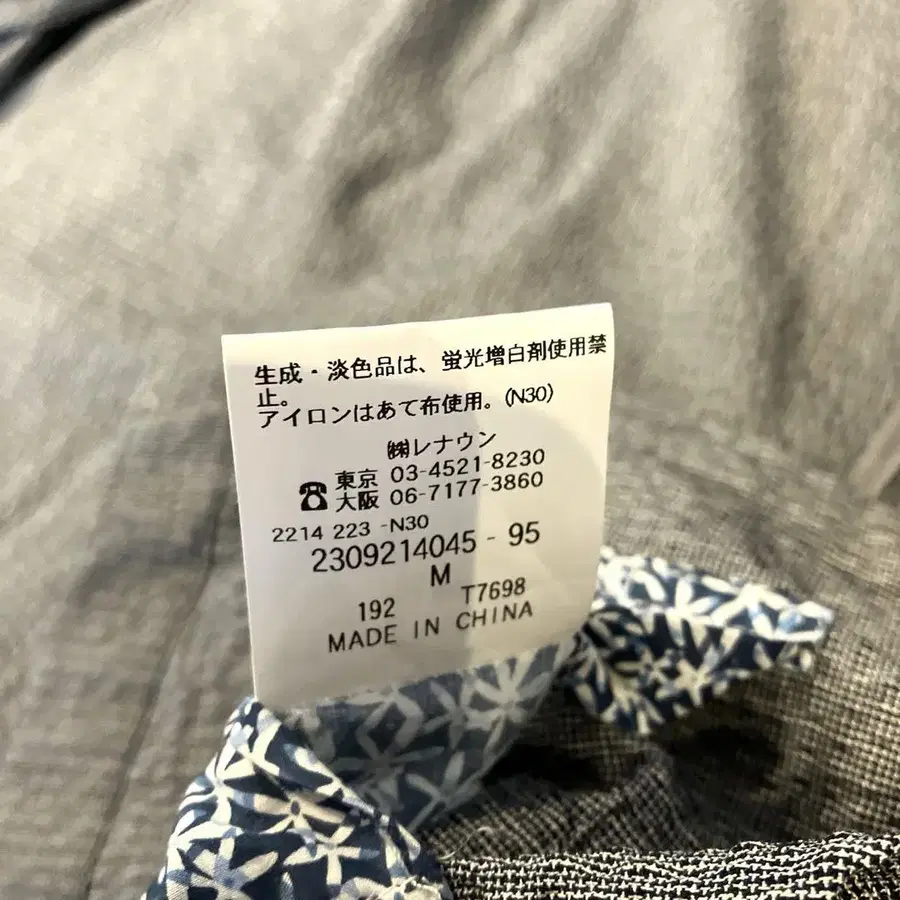 生成・淡色品は、蛍光増白剤使用禁
止。
アイロンはあて布使用。(N30)
㈱レナウン
☎ 東京 03-4521-8230
大阪 06-7177-3860
2214 223 -N30
2309214045 - 95
M
192 T7698
MADE IN CHINA